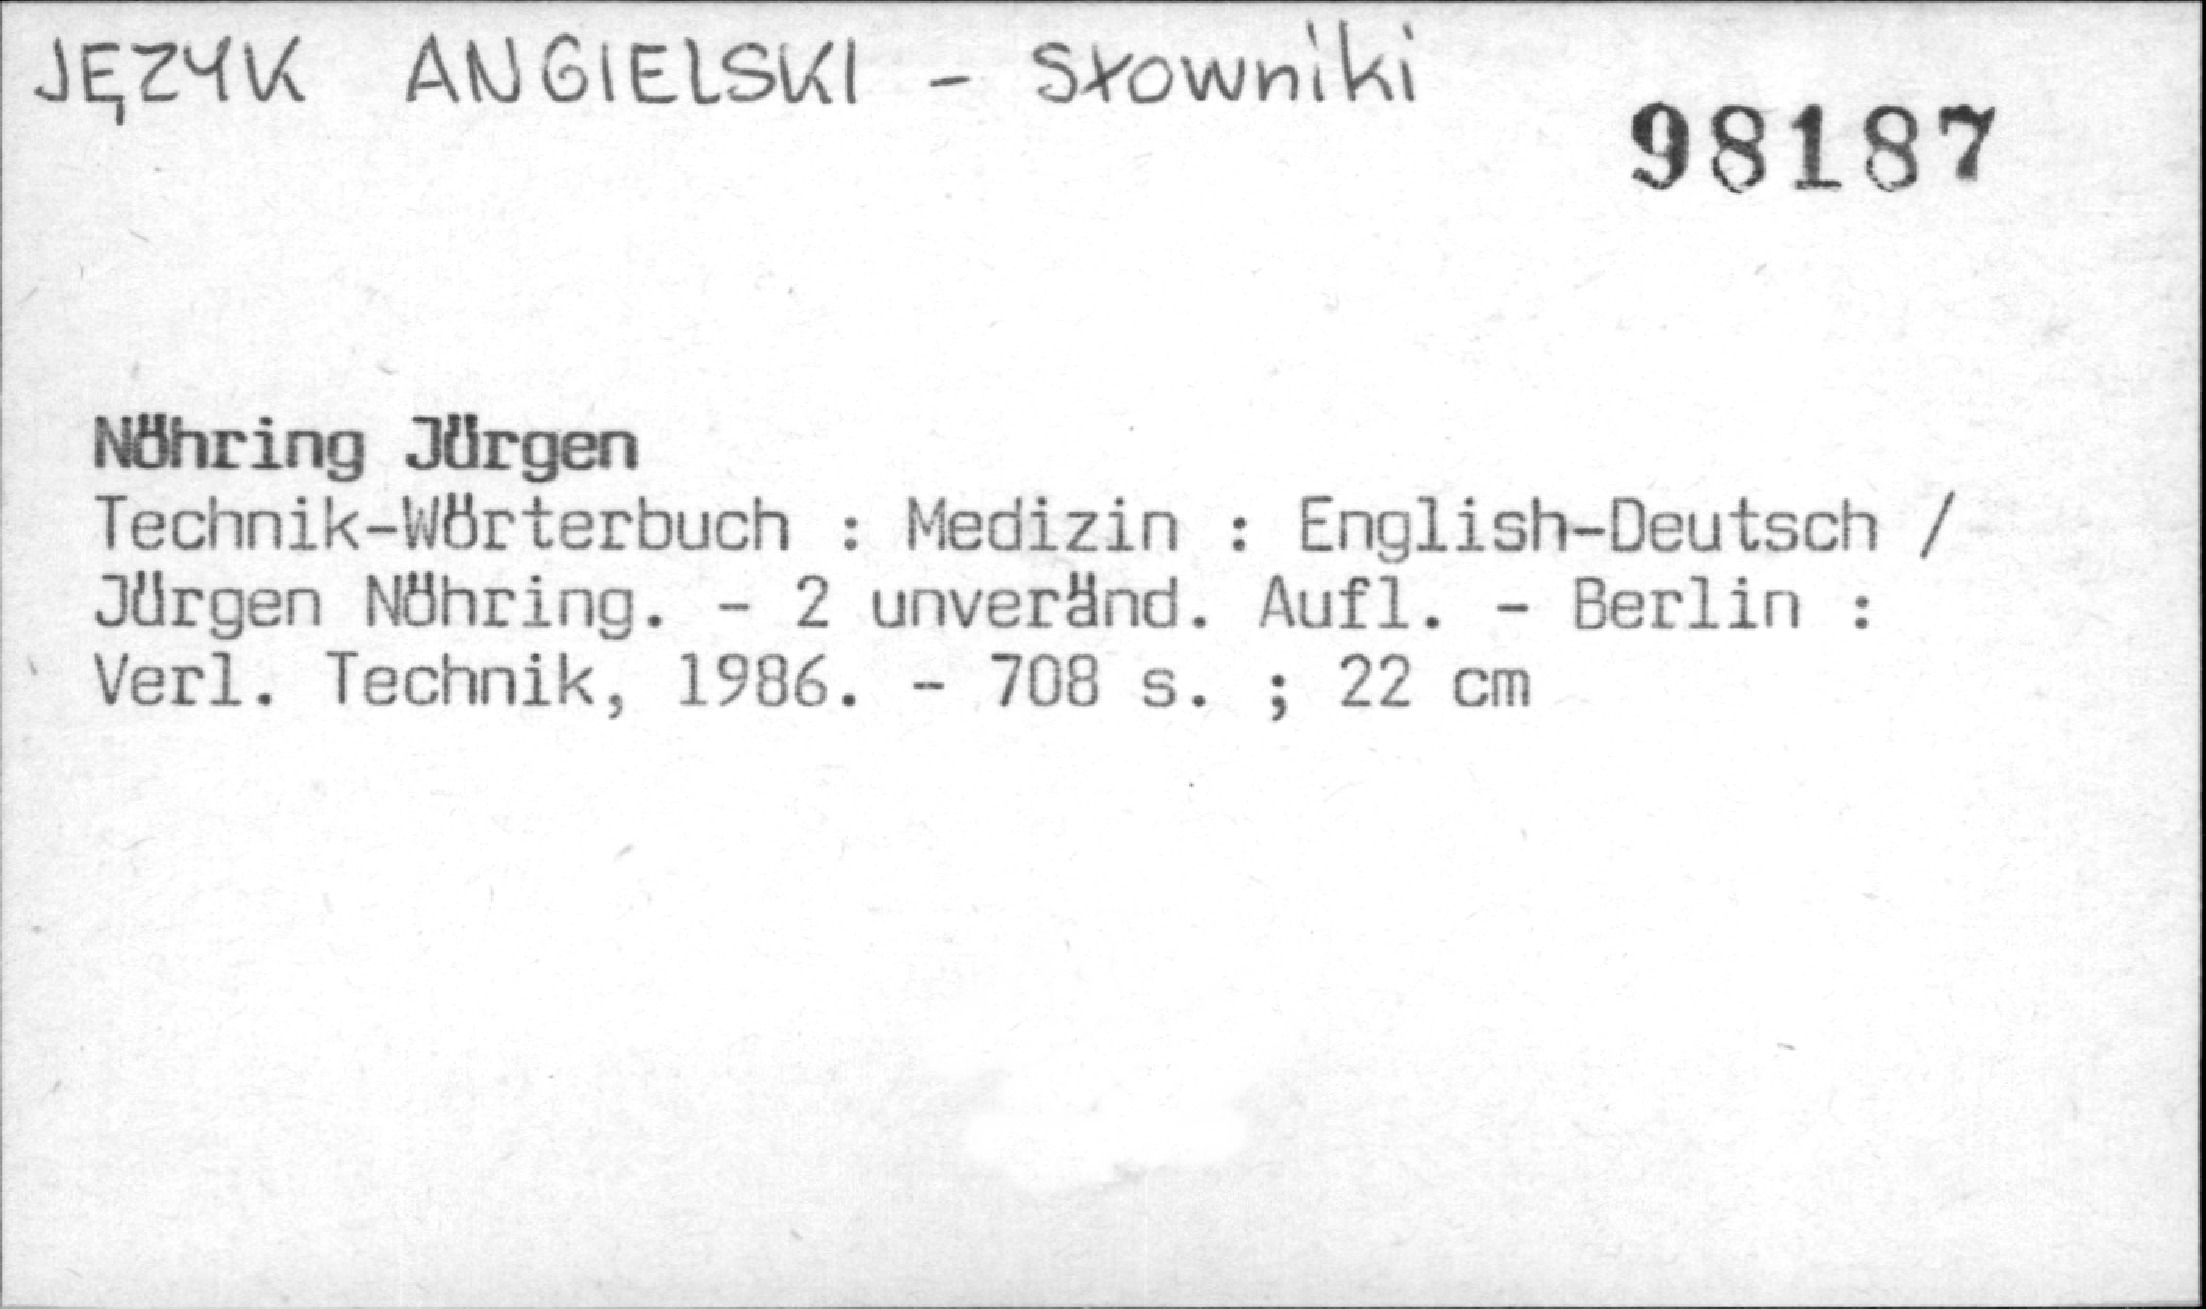 JĘZYK ANGIELSKI - Słowniki
98187
Nöhring Jürgen
Technik-Wörterbuch : Medizin : English-Deutsch /
Jürgen Nöhring. - 2 unveränd. Aufl. - Berlin :
Verl. Technik, 1986. - 708 s. ; 22 cm